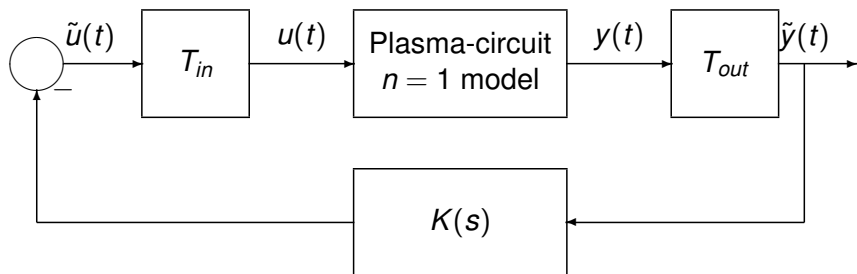 ũ(t)
T_in
u(t)
Plasma-circuit
n = 1 model
y(t)
T_out
ỹ(t)
−
K(s)